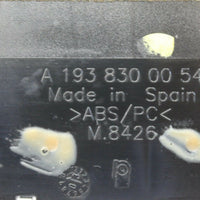 A 193 830 00 54
Made in Spain
>ABS/PC<
M.8426